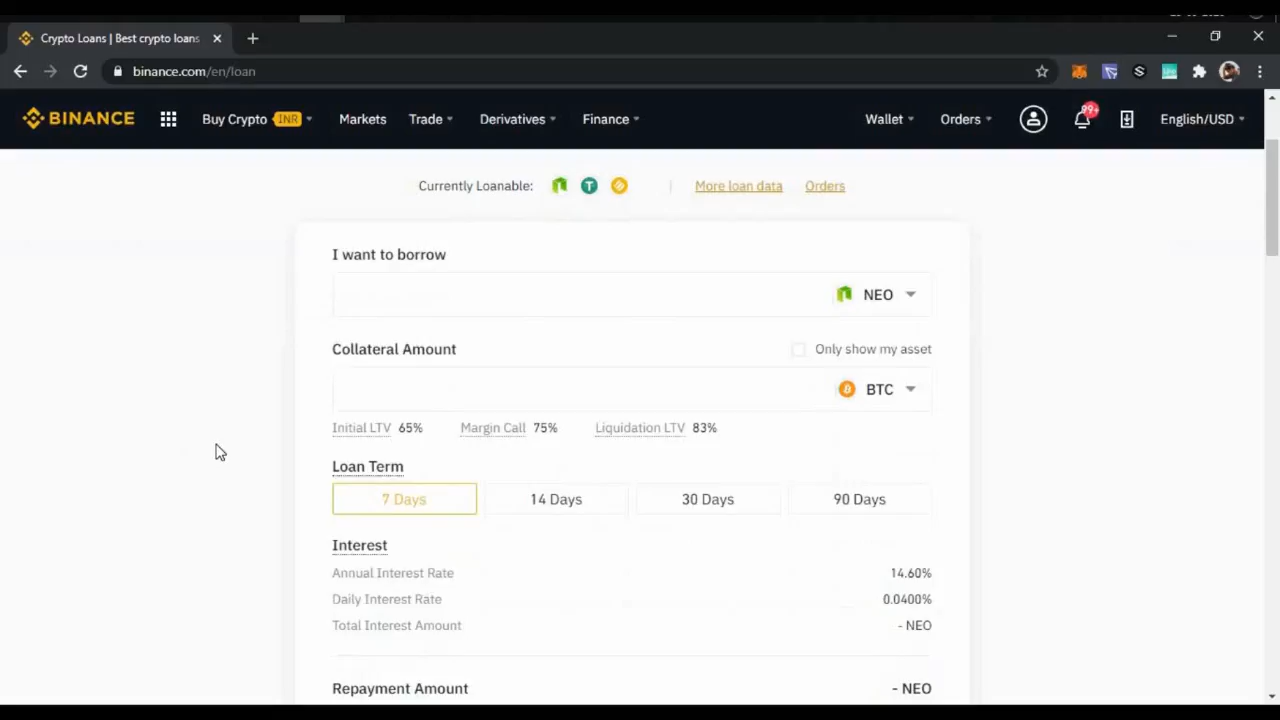 Crypto Loans | Best crypto loans
binance.com/en/loan
BINANCE
Buy Crypto INR
Markets
Trade
Derivatives
Finance
Wallet
Orders
99+
English/USD
Currently Loanable:
More loan data
Orders
I want to borrow
NEO
Collateral Amount
Only show my asset
BTC
Initial LTV 65%
Margin Call 75%
Liquidation LTV 83%
Loan Term
7 Days
14 Days
30 Days
90 Days
Interest
Annual Interest Rate 14.60%
Daily Interest Rate 0.0400%
Total Interest Amount - NEO
Repayment Amount - NEO